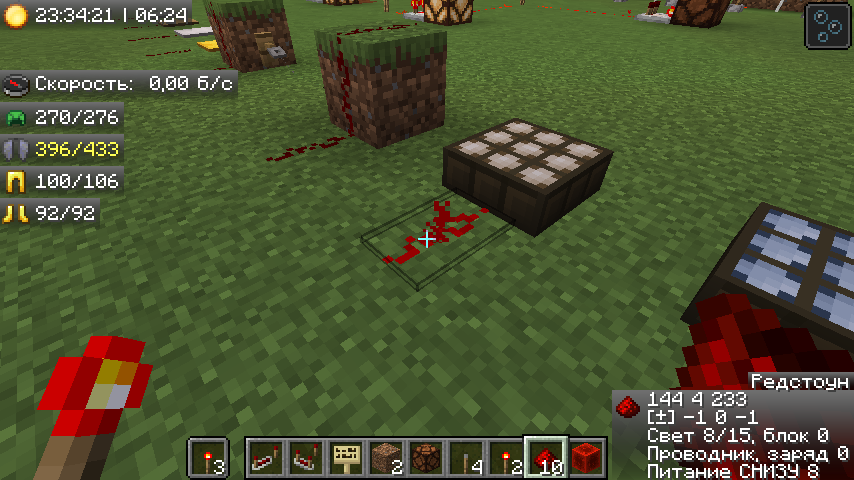 23:34:21 | 06:24
Скорость: 0,00 б/с
270/276
396/433
100/106
92/92
Редстоун
144 4 233
[±] -1 0 -1
Свет 8/15, блок 0
Проводник, заряд 0
Питание СНИЗУ 8
3
2
4
2
10